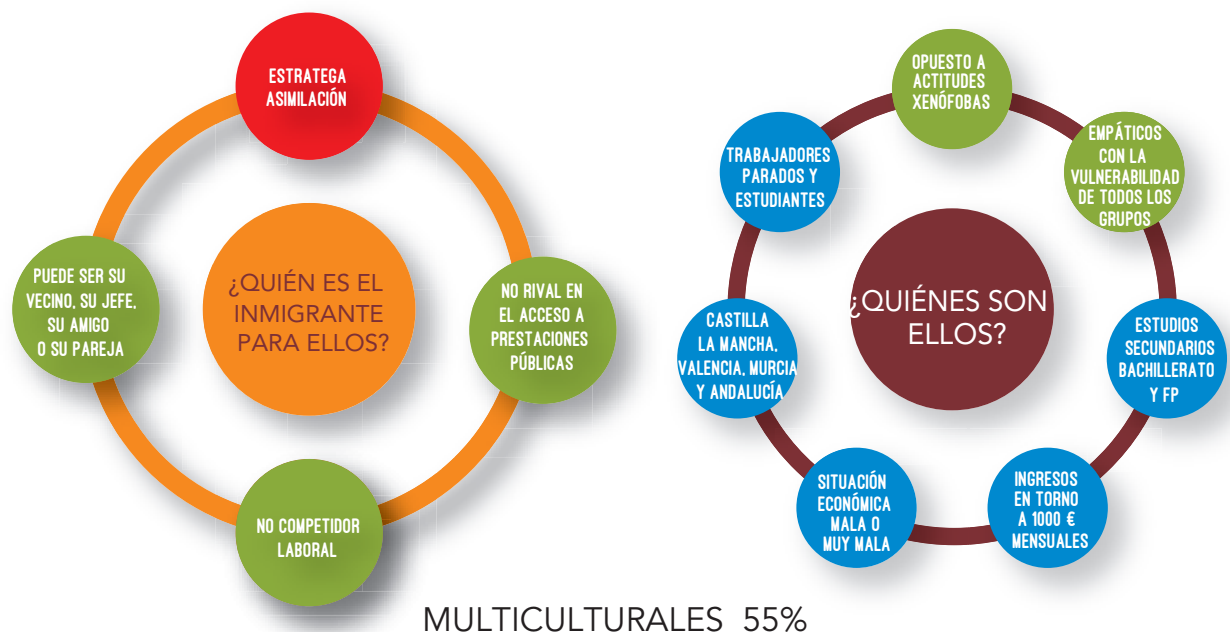 ESTRATEGA
ASIMILACIÓN
PUEDE SER SU
VECINO, SU JEFE,
SU AMIGO
O SU PAREJA
¿QUIÉN ES EL
INMIGRANTE
PARA ELLOS?
NO RIVAL EN
EL ACCESO A
PRESTACIONES
PÚBLICAS
NO COMPETIDOR
LABORAL
OPUESTO A
ACTITUDES
XENÓFOBAS
TRABAJADORES
PARADOS Y
ESTUDIANTES
EMPÁTICOS
CON LA
VULNERABILIDAD
DE TODOS LOS
GRUPOS
¿QUIÉNES SON
ELLOS?
CASTILLA
LA MANCHA,
VALENCIA, MURCIA
Y ANDALUCÍA
ESTUDIOS
SECUNDARIOS
BACHILLERATO
Y FP
SITUACIÓN
ECONÓMICA
MALA O
MUY MALA
INGRESOS
EN TORNO
A 1000 €
MENSUALES
MULTICULTURALES 55%